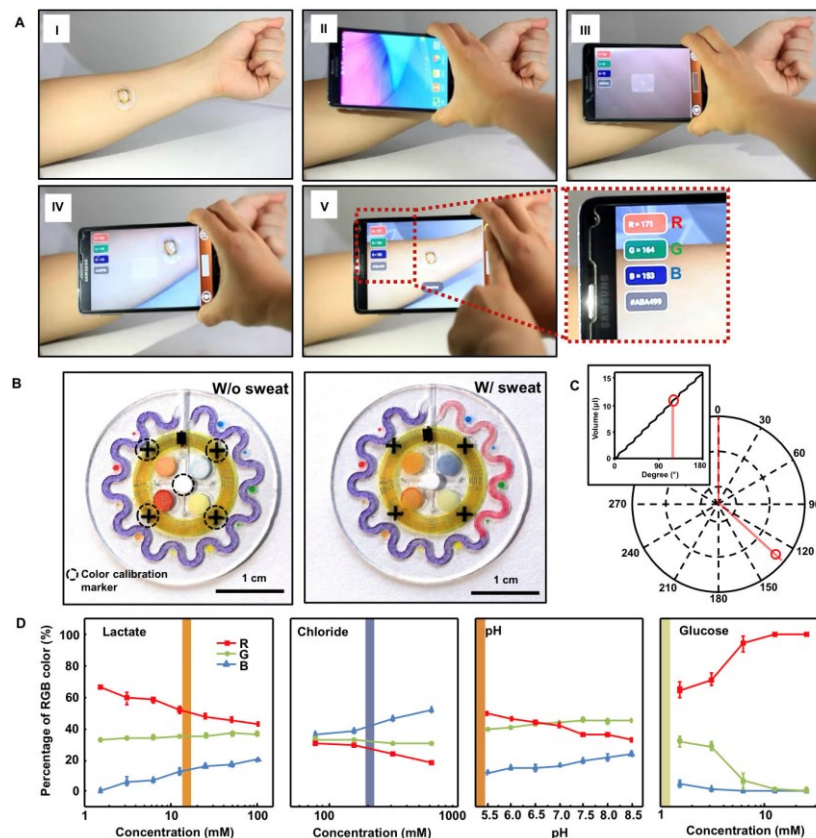 A
I
II
III
IV
V
R = 171 R
G = 164 G
B = 153 B
#ABA499
SAMSUNG
B
W/o sweat
W/ sweat
Color calibration
marker
1 cm
1 cm
C
Volume (µl)
15
10
5
0
0 90 180
Degree (°)
0
30
60
90
120
150
180
210
240
270
D
Percentage of RGB color (%)
100
80
60
40
20
0
Lactate
R
G
B
1 10 100
Concentration (mM)
Chloride
100 1000
Concentration (mM)
pH
5.5 6.0 6.5 7.0 7.5 8.0 8.5
pH
Glucose
1 10
Concentration (mM)